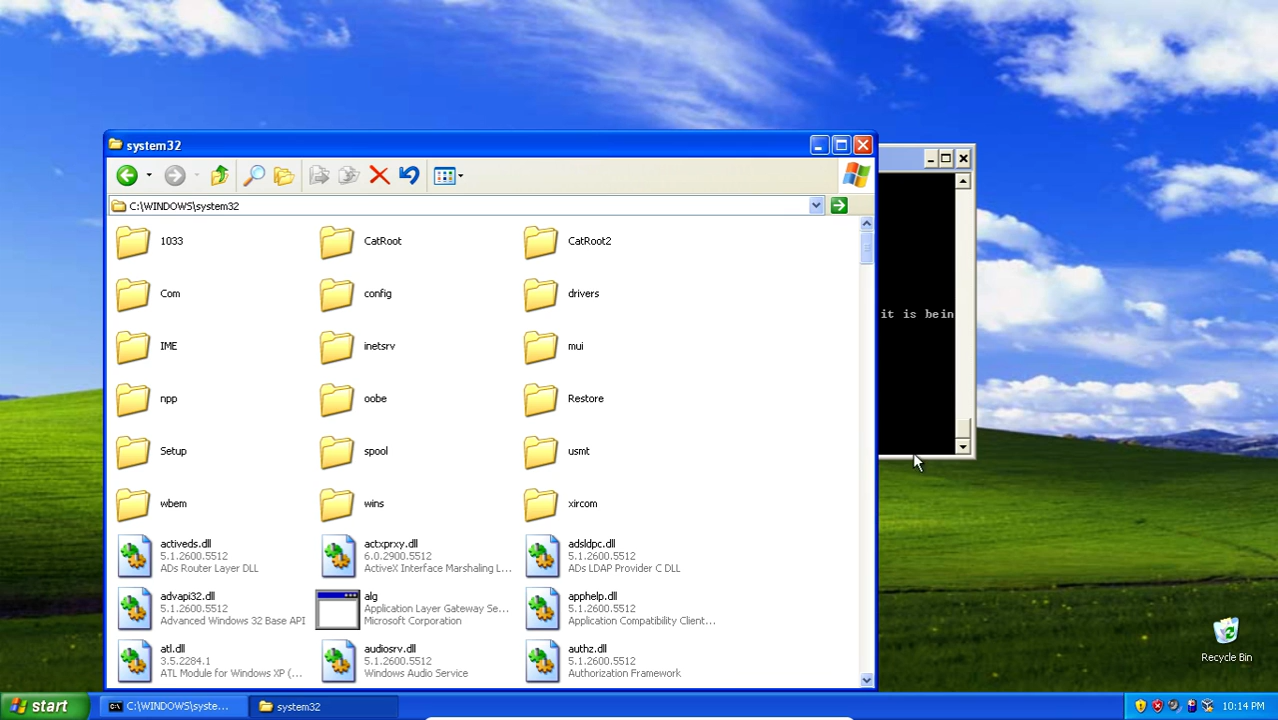 system32
C:\WINDOWS\system32
1033
CatRoot
CatRoot2
Com
config
drivers
it is bein
IME
inetsrv
mui
npp
oobe
Restore
Setup
spool
usmt
wbem
wins
xircom
activeds.dll
5.1.2600.5512
ADs Router Layer DLL
actxprxy.dll
6.0.2900.5512
ActiveX Interface Marshaling L...
adsldpc.dll
5.1.2600.5512
ADs LDAP Provider C DLL
advapi32.dll
5.1.2600.5512
Advanced Windows 32 Base API
alg
Application Layer Gateway Se...
Microsoft Corporation
apphelp.dll
5.1.2600.5512
Application Compatibility Client...
atl.dll
3.5.2284.1
ATL Module for Windows XP (...
audiosrv.dll
5.1.2600.5512
Windows Audio Service
authz.dll
5.1.2600.5512
Authorization Framework
Recycle Bin
start
C:\WINDOWS\syste...
system32
10:14 PM